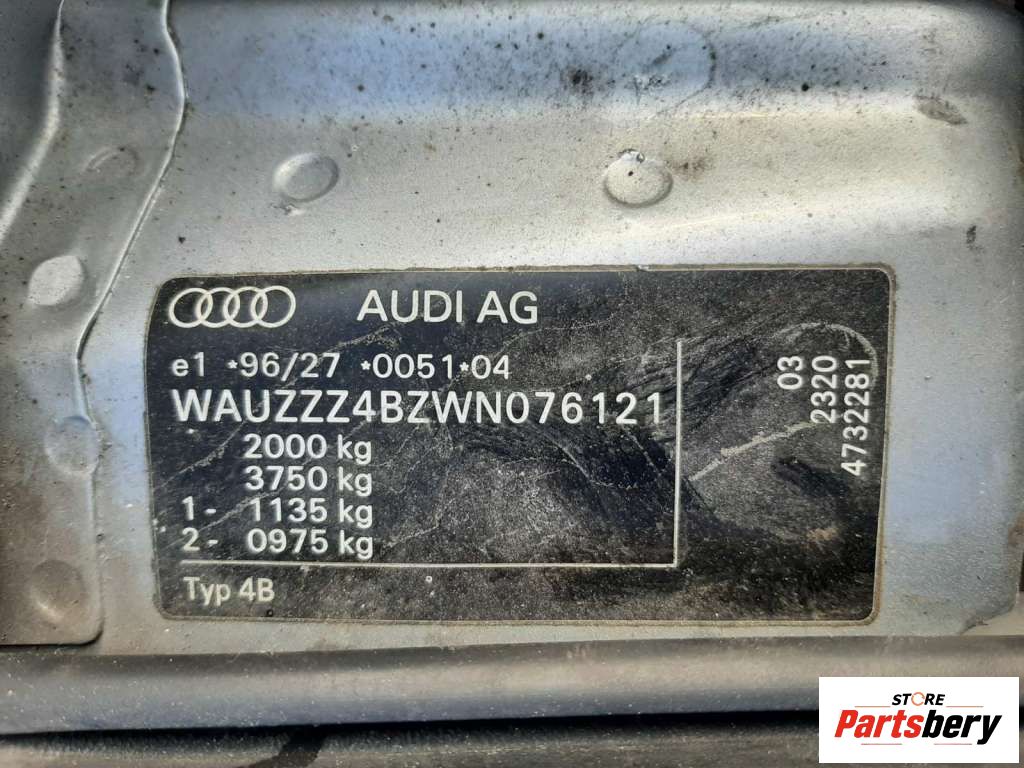 AUDI AG
e1 *96/27 *0051*04
WAUZZZ4BZWN076121
2000 kg
3750 kg
1- 1135 kg
2- 0975 kg
Typ 4B
03
2320
4732281
STORE
Partsbery